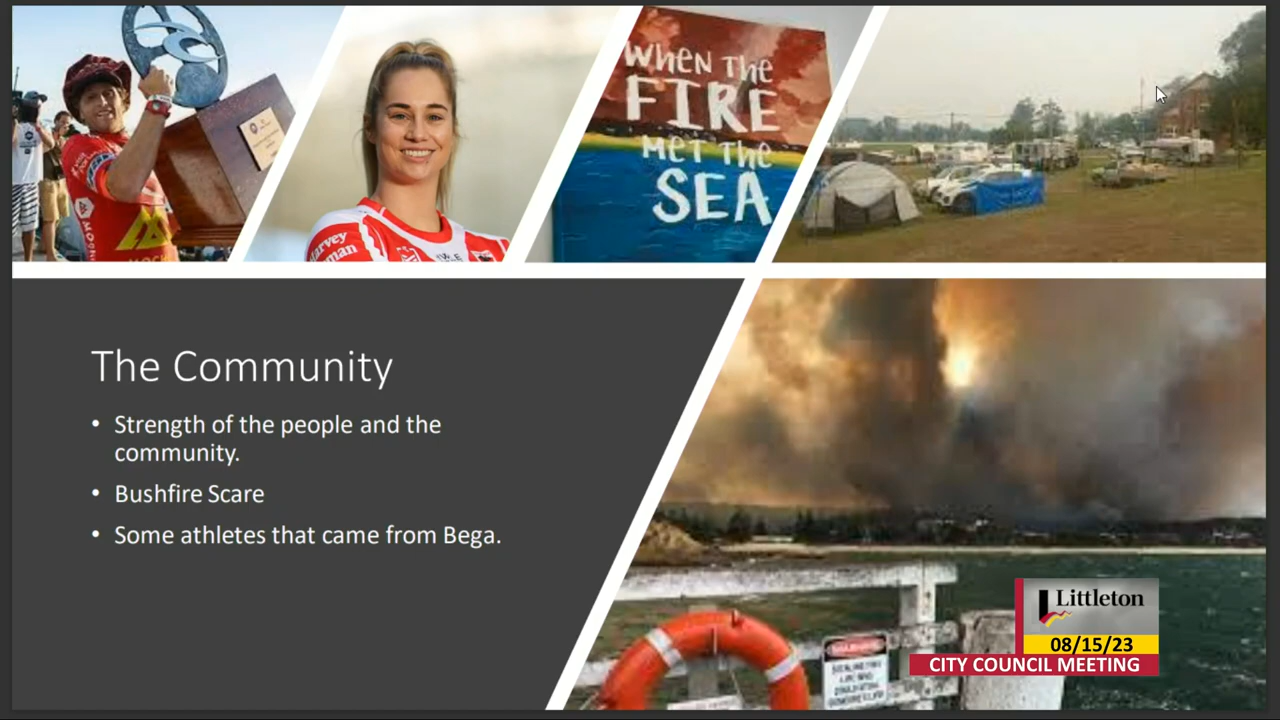 WHEN THE
FIRE
MET THE
SEA
Harvey
The Community
• Strength of the people and the
community.
• Bushfire Scare
• Some athletes that came from Bega.
Littleton
08/15/23
CITY COUNCIL MEETING